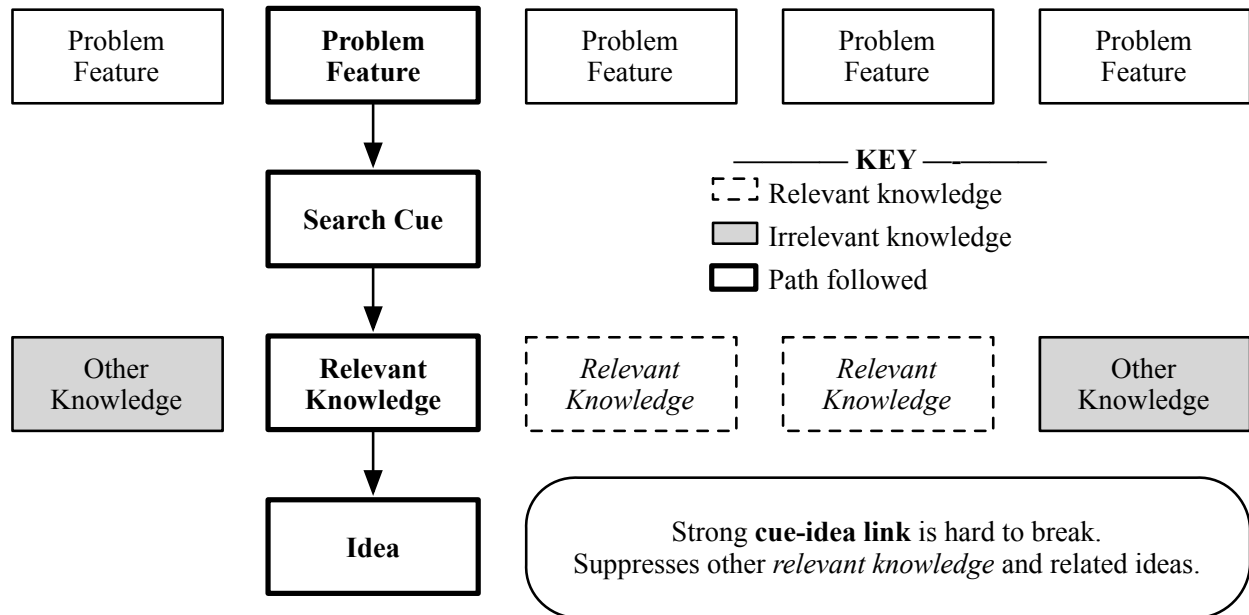 Problem
Feature
Problem
Feature
Problem
Feature
Problem
Feature
Problem
Feature
Search Cue
KEY
Relevant knowledge
Irrelevant knowledge
Path followed
Other
Knowledge
Relevant
Knowledge
Relevant
Knowledge
Relevant
Knowledge
Other
Knowledge
Idea
Strong cue-idea link is hard to break.
Suppresses other relevant knowledge and related ideas.